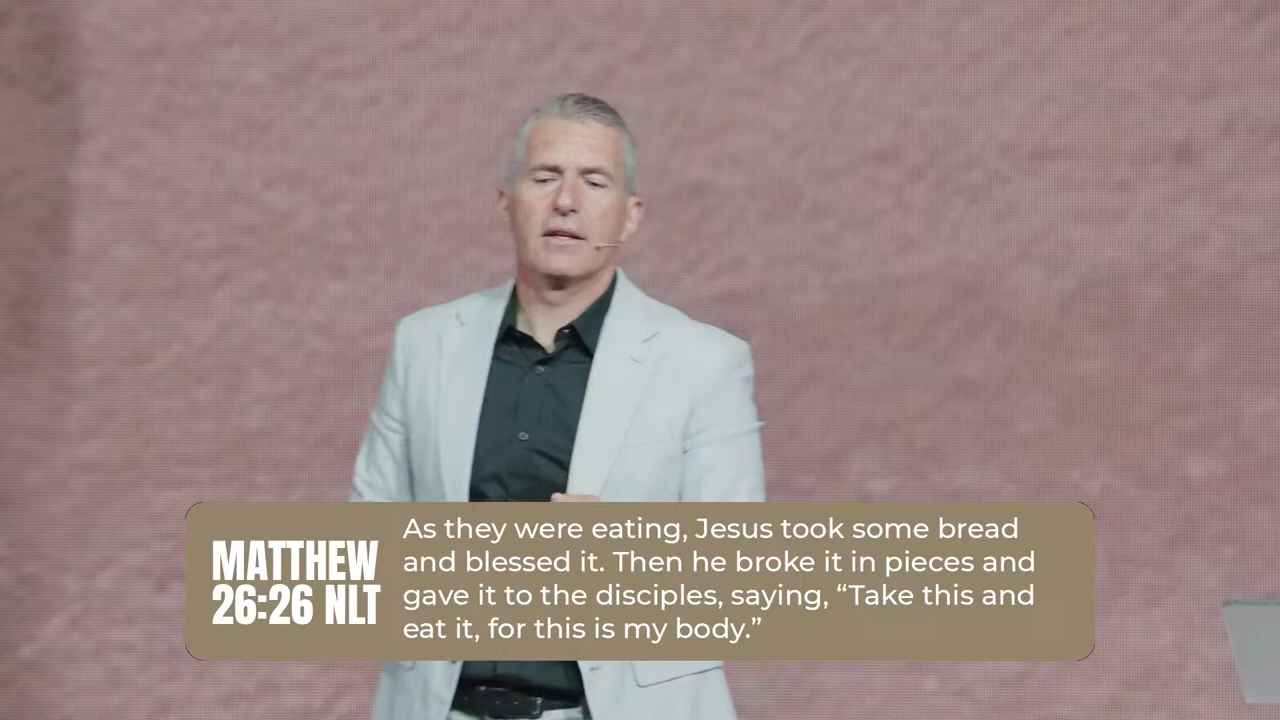 MATTHEW
26:26 NLT
As they were eating, Jesus took some bread
and blessed it. Then he broke it in pieces and
gave it to the disciples, saying, “Take this and
eat it, for this is my body.”